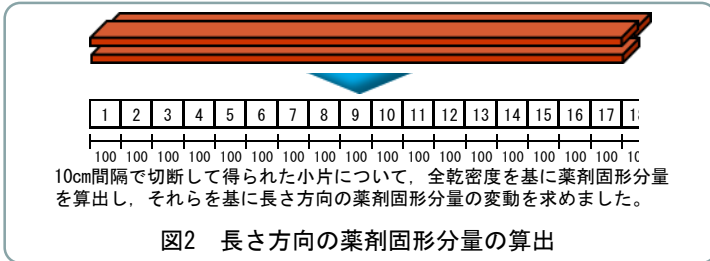 1 2 3 4 5 6 7 8 9 10 11 12 13 14 15 16 17
100 100 100 100 100 100 100 100 100 100 100 100 100 100 100 100 100
10cm間隔で切断して得られた小片について，全乾密度を基に薬剤固形分量
を算出し，それらを基に長さ方向の薬剤固形分量の変動を求めました。
図2　長さ方向の薬剤固形分量の算出